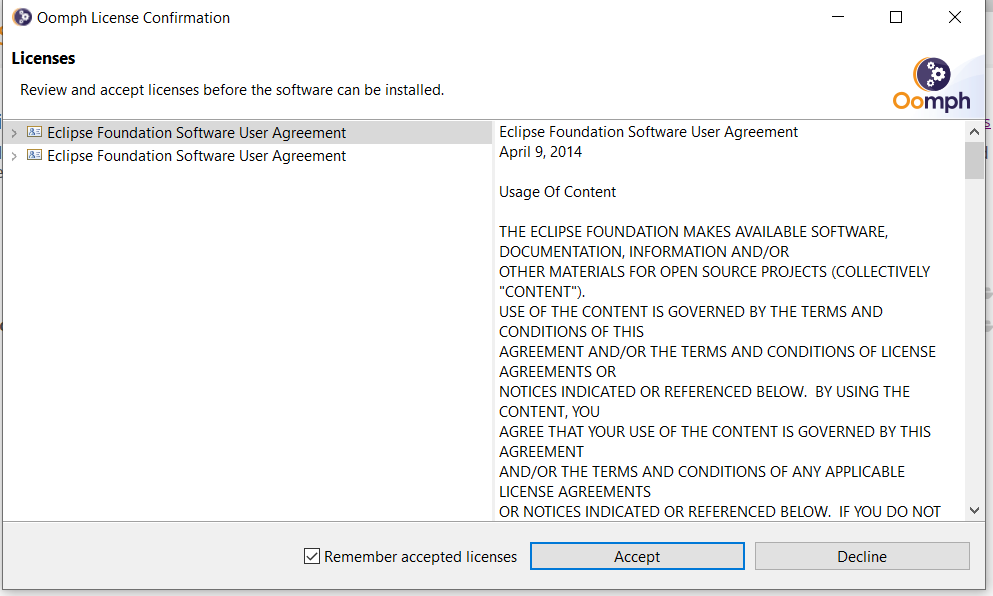 Oomph License Confirmation
Licenses
Review and accept licenses before the software can be installed.
Oomph
Eclipse Foundation Software User Agreement
Eclipse Foundation Software User Agreement
Eclipse Foundation Software User Agreement
April 9, 2014
Usage Of Content
THE ECLIPSE FOUNDATION MAKES AVAILABLE SOFTWARE,
DOCUMENTATION, INFORMATION AND/OR
OTHER MATERIALS FOR OPEN SOURCE PROJECTS (COLLECTIVELY
"CONTENT").
USE OF THE CONTENT IS GOVERNED BY THE TERMS AND
CONDITIONS OF THIS
AGREEMENT AND/OR THE TERMS AND CONDITIONS OF LICENSE
AGREEMENTS OR
NOTICES INDICATED OR REFERENCED BELOW.  BY USING THE
CONTENT, YOU
AGREE THAT YOUR USE OF THE CONTENT IS GOVERNED BY THIS
AGREEMENT
AND/OR THE TERMS AND CONDITIONS OF ANY APPLICABLE
LICENSE AGREEMENTS
OR NOTICES INDICATED OR REFERENCED BELOW.  IF YOU DO NOT
Remember accepted licenses
Accept
Decline